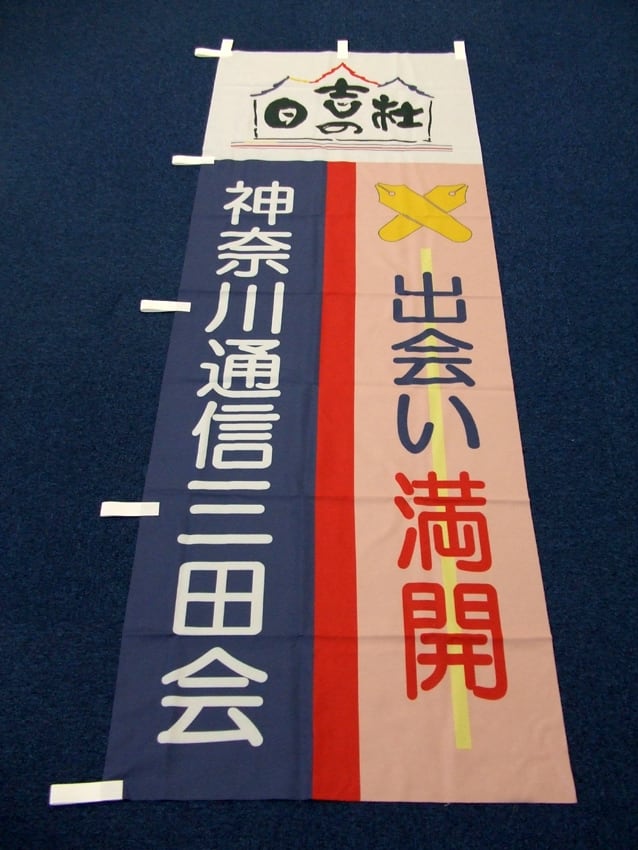 日吉の杜
出会い満開
神奈川通信三田会